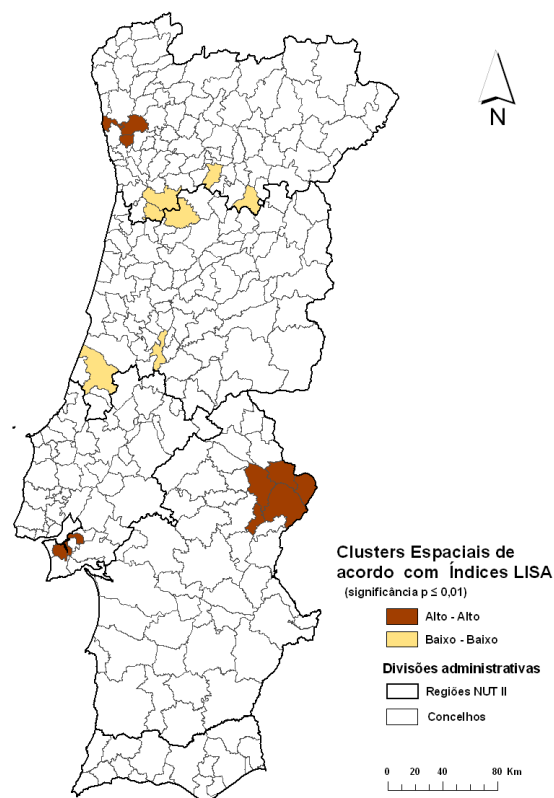 N
Clusters Espaciais de
acordo com Índices LISA
(significância p ≤ 0,01)
Alto - Alto
Baixo - Baixo
Divisões administrativas
Regiões NUT II
Concelhos
0 20 40 80 Km